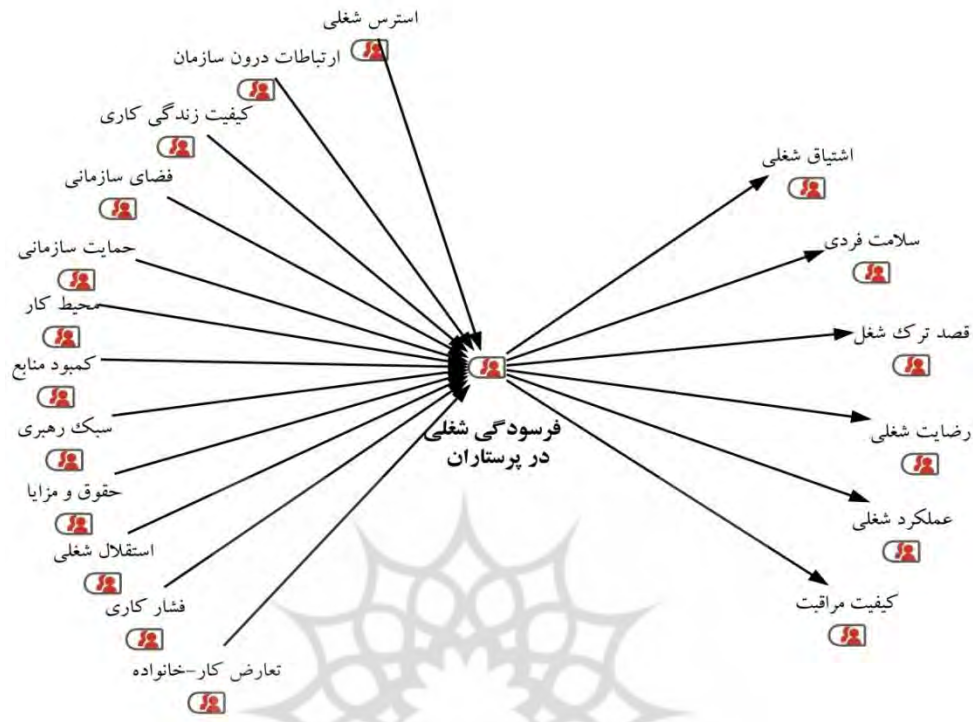 استرس شغلی
ارتباطات درون سازمان
کیفیت زندگی کاری
فضای سازمانی
حمایت سازمانی
محیط کار
کمبود منابع
سبک رهبری
حقوق و مزایا
استقلال شغلی
فشار کاری
تعارض کار-خانواده
فرسودگی شغلی
در پرستاران
اشتیاق شغلی
سلامت فردی
قصد ترک شغل
رضایت شغلی
عملکرد شغلی
کیفیت مراقبت